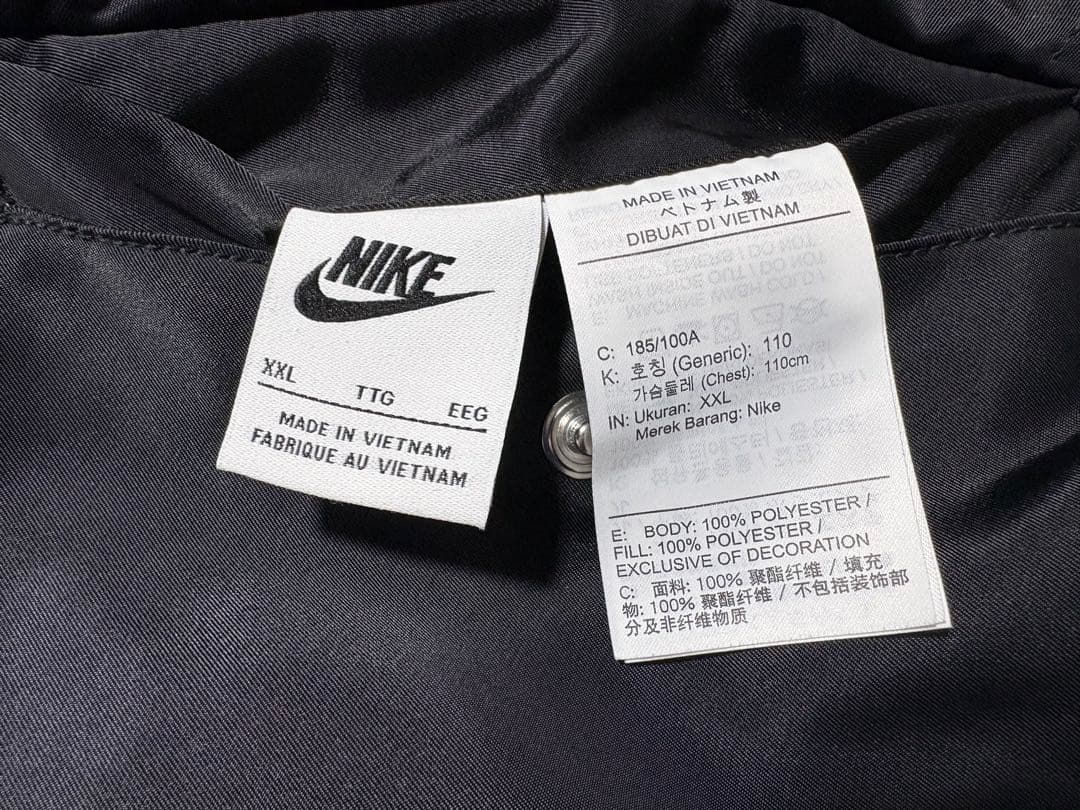 NIKE
XXL TTG EEG
MADE IN VIETNAM
FABRIQUE AU VIETNAM
MADE IN VIETNAM
ベトナム製
DIBUAT DI VIETNAM
C: 185/100A
K: 호칭 (Generic): 110
가슴둘레 (Chest): 110cm
IN: Ukuran: XXL
Merek Barang: Nike
E: BODY: 100% POLYESTER /
FILL: 100% POLYESTER /
EXCLUSIVE OF DECORATION
C: 面料: 100% 聚酯纤维 / 填充
物: 100% 聚酯纤维 / 不包括装饰部
分及非纤维物质